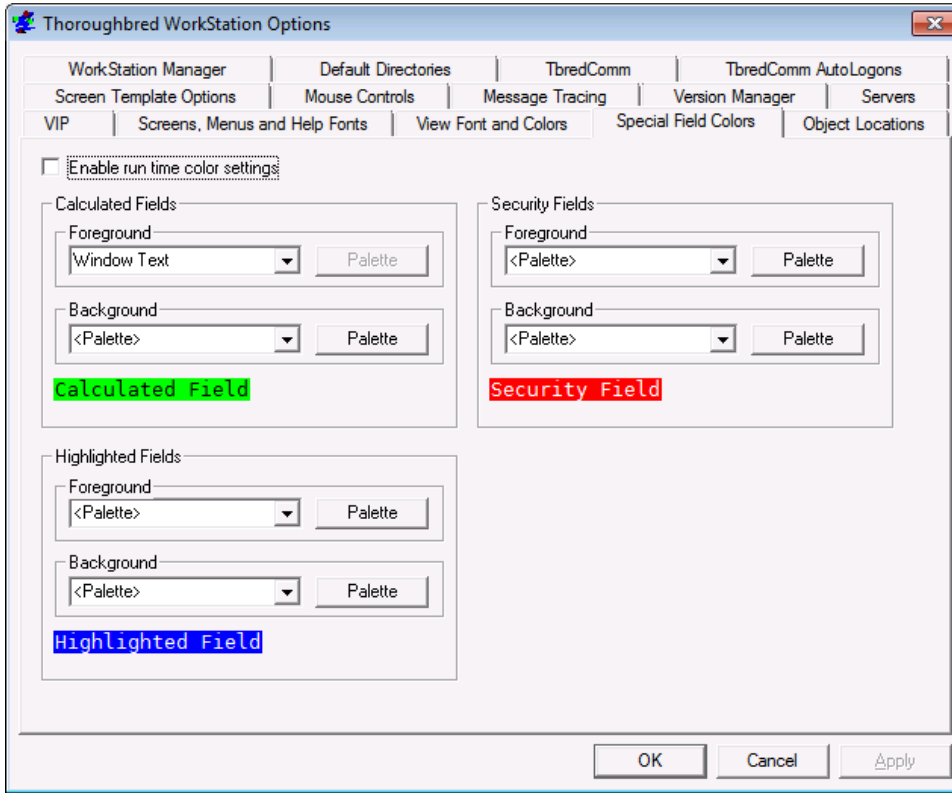 Thoroughbred WorkStation Options
WorkStation Manager Default Directories TbredComm TbredComm AutoLogons
Screen Template Options Mouse Controls Message Tracing Version Manager Servers
VIP Screens, Menus and Help Fonts View Font and Colors Special Field Colors Object Locations
Enable run time color settings
Calculated Fields
Foreground
Window Text Palette
Background
<Palette> Palette
Calculated Field
Security Fields
Foreground
<Palette> Palette
Background
<Palette> Palette
Security Field
Highlighted Fields
Foreground
<Palette> Palette
Background
<Palette> Palette
Highlighted Field
OK Cancel Apply